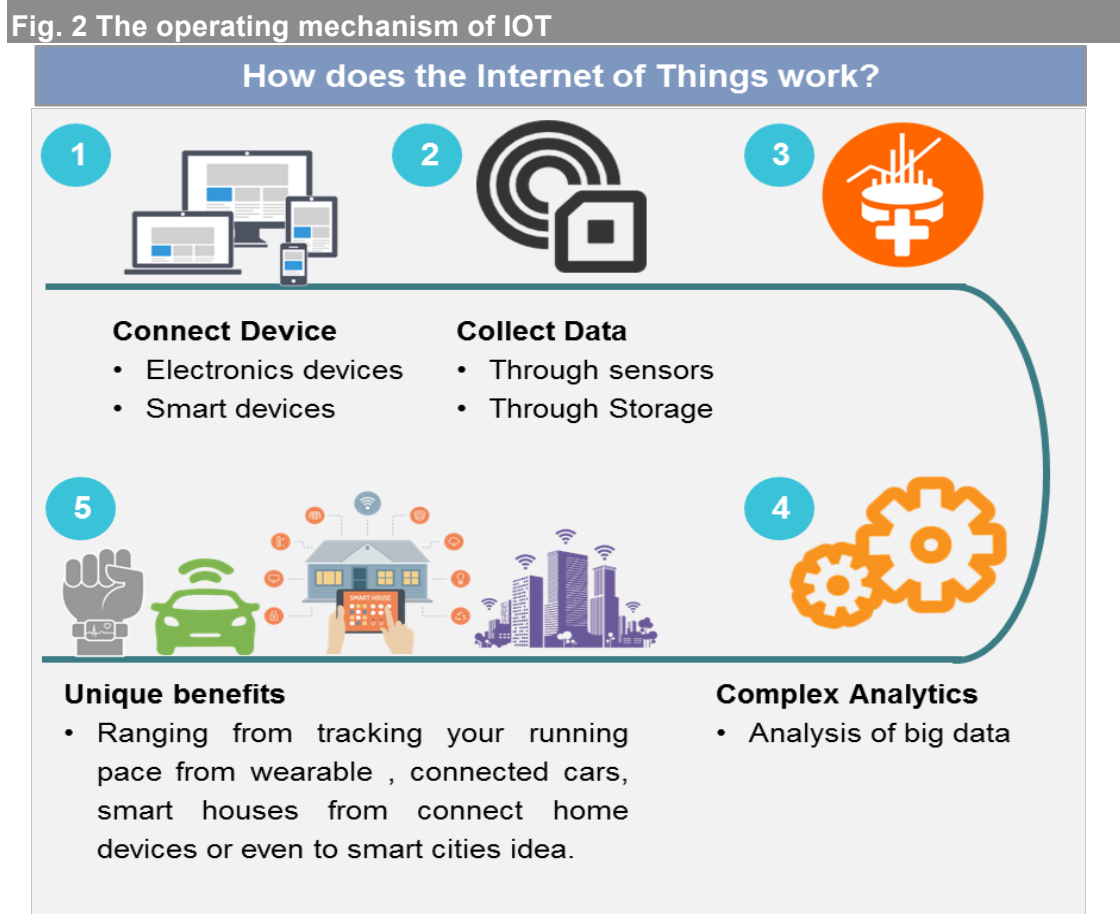 Fig. 2 The operating mechanism of IOT
How does the Internet of Things work?
1
2
3
Connect Device
• Electronics devices
• Smart devices
Collect Data
• Through sensors
• Through Storage
5
SMART HOUSE
4
Unique benefits
• Ranging from tracking your running
pace from wearable , connected cars,
smart houses from connect home
devices or even to smart cities idea.
Complex Analytics
• Analysis of big data